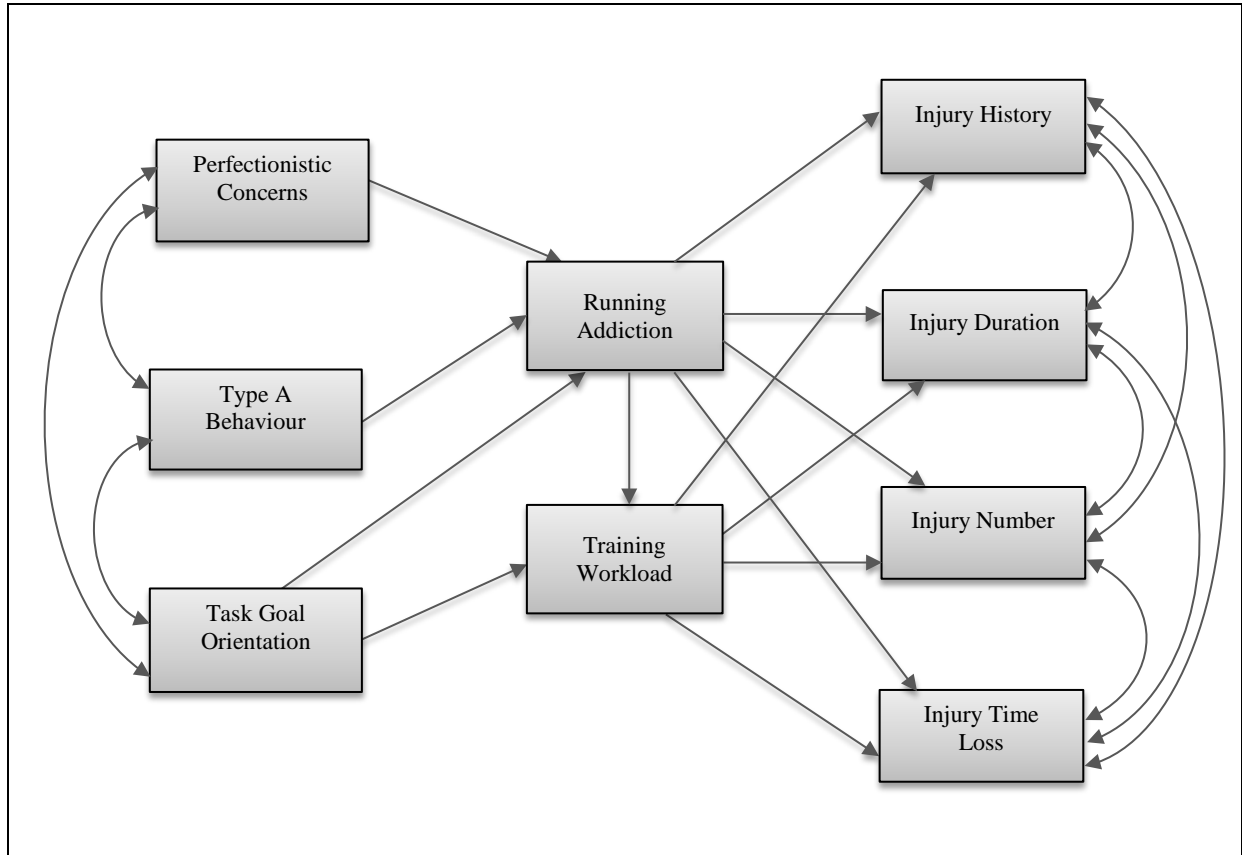 Perfectionistic
Concerns
Type A
Behaviour
Task Goal
Orientation
Running
Addiction
Training
Workload
Injury History
Injury Duration
Injury Number
Injury Time
Loss